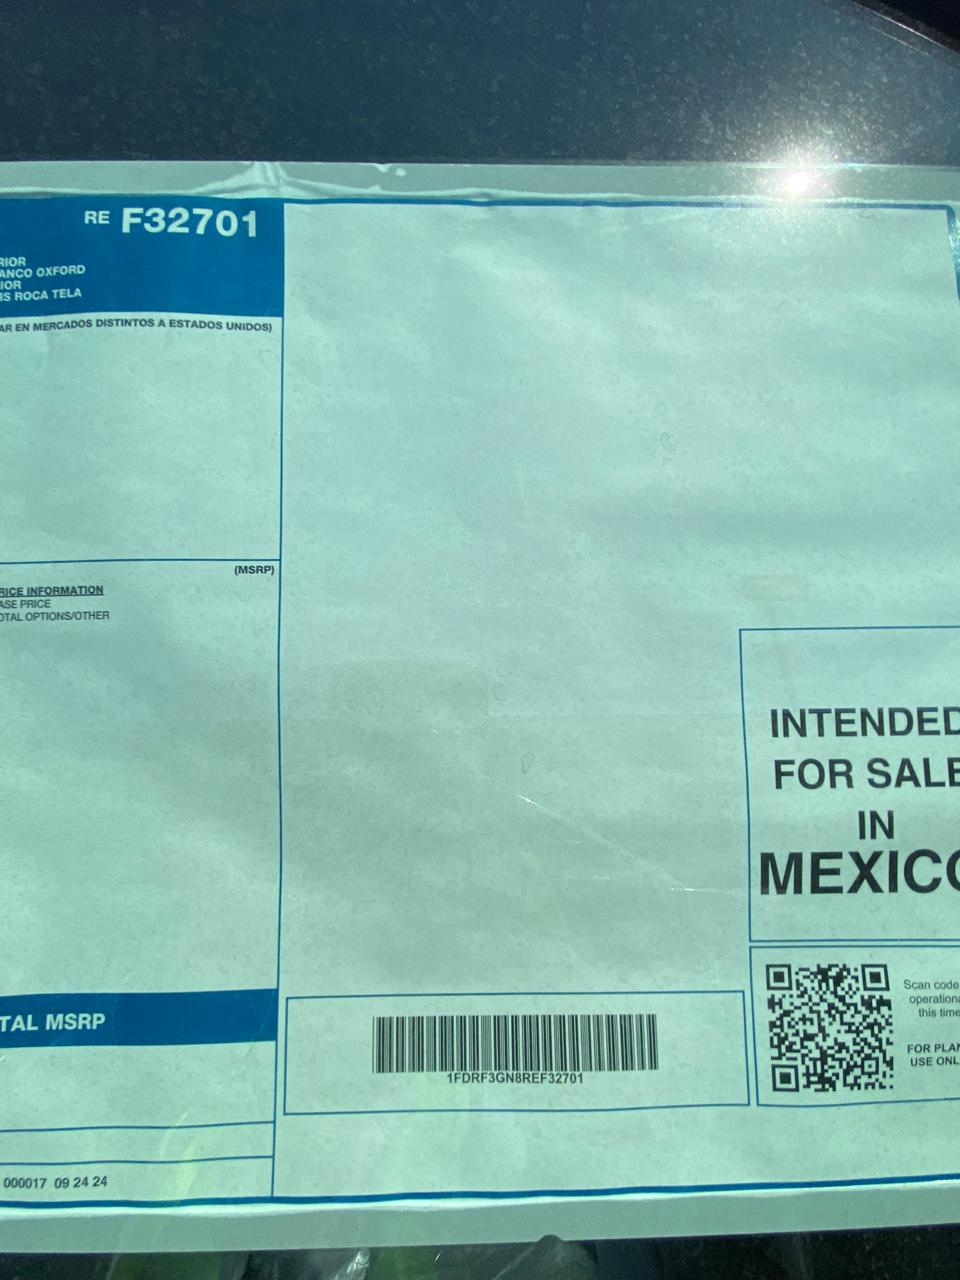 RE F32701
RIOR
ANCO OXFORD
IOR
IS ROCA TELA
AR EN MERCADOS DISTINTOS A ESTADOS UNIDOS)
(MSRP)
RICE INFORMATION
ASE PRICE
OTAL OPTIONS/OTHER
INTENDED
FOR SALE
IN
MEXICO
TAL MSRP
1FDRF3GN8REF32701
Scan code
operationa
this time
FOR PLAN
USE ONL
000017 09 24 24